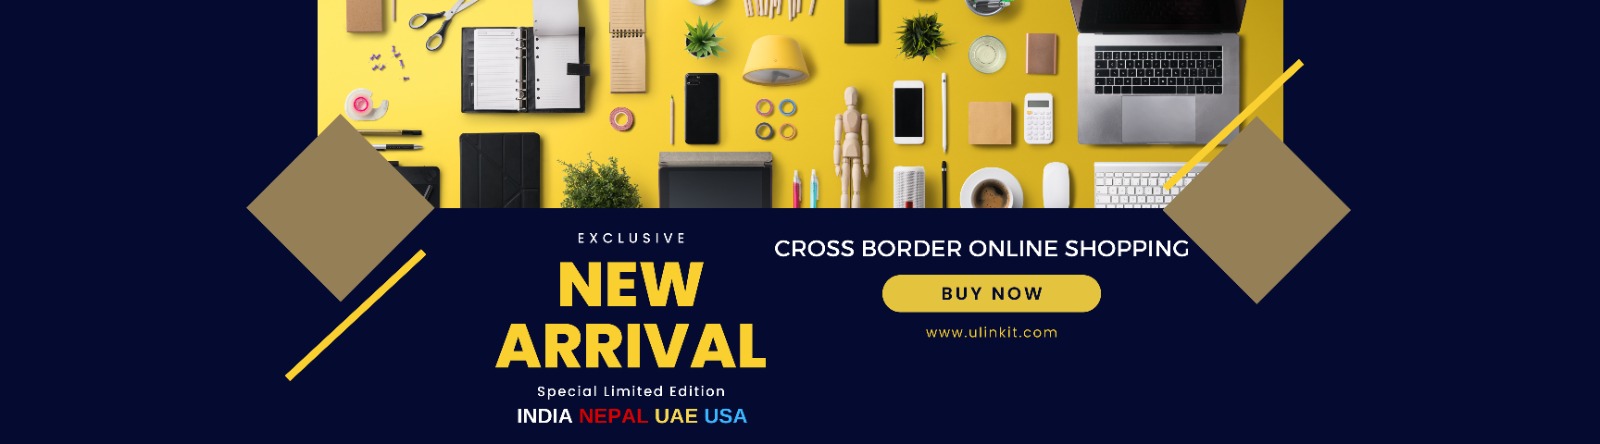 EXCLUSIVE
NEW
ARRIVAL
Special Limited Edition
INDIA NEPAL UAE USA
CROSS BORDER ONLINE SHOPPING
BUY NOW
www.ulinkit.com